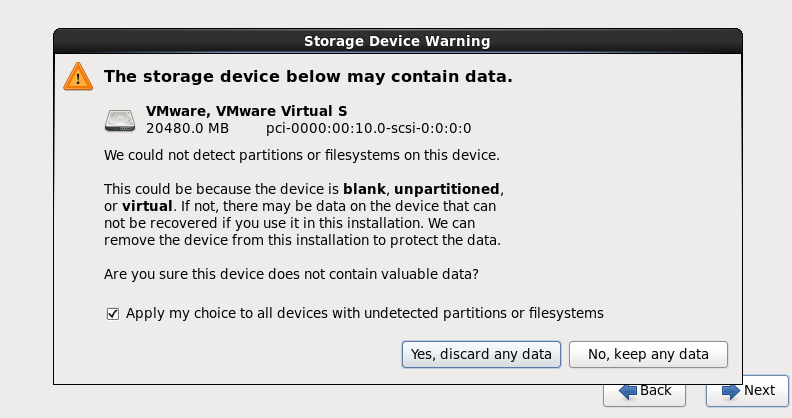 Storage Device Warning
The storage device below may contain data.
VMware, VMware Virtual S
20480.0 MB pci-0000:00:10.0-scsi-0:0:0:0
We could not detect partitions or filesystems on this device.
This could be because the device is blank, unpartitioned,
or virtual. If not, there may be data on the device that can
not be recovered if you use it in this installation. We can
remove the device from this installation to protect the data.
Are you sure this device does not contain valuable data?
Apply my choice to all devices with undetected partitions or filesystems
Yes, discard any data No, keep any data
Back Next